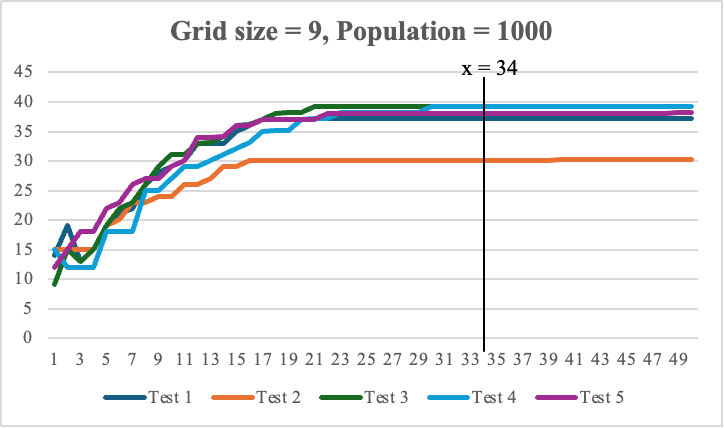 Grid size = 9, Population = 1000
x = 34
45
40
35
30
25
20
15
10
5
0
1 3 5 7 9 11 13 15 17 19 21 23 25 27 29 31 33 35 37 39 41 43 45 47 49
Test 1 Test 2 Test 3 Test 4 Test 5